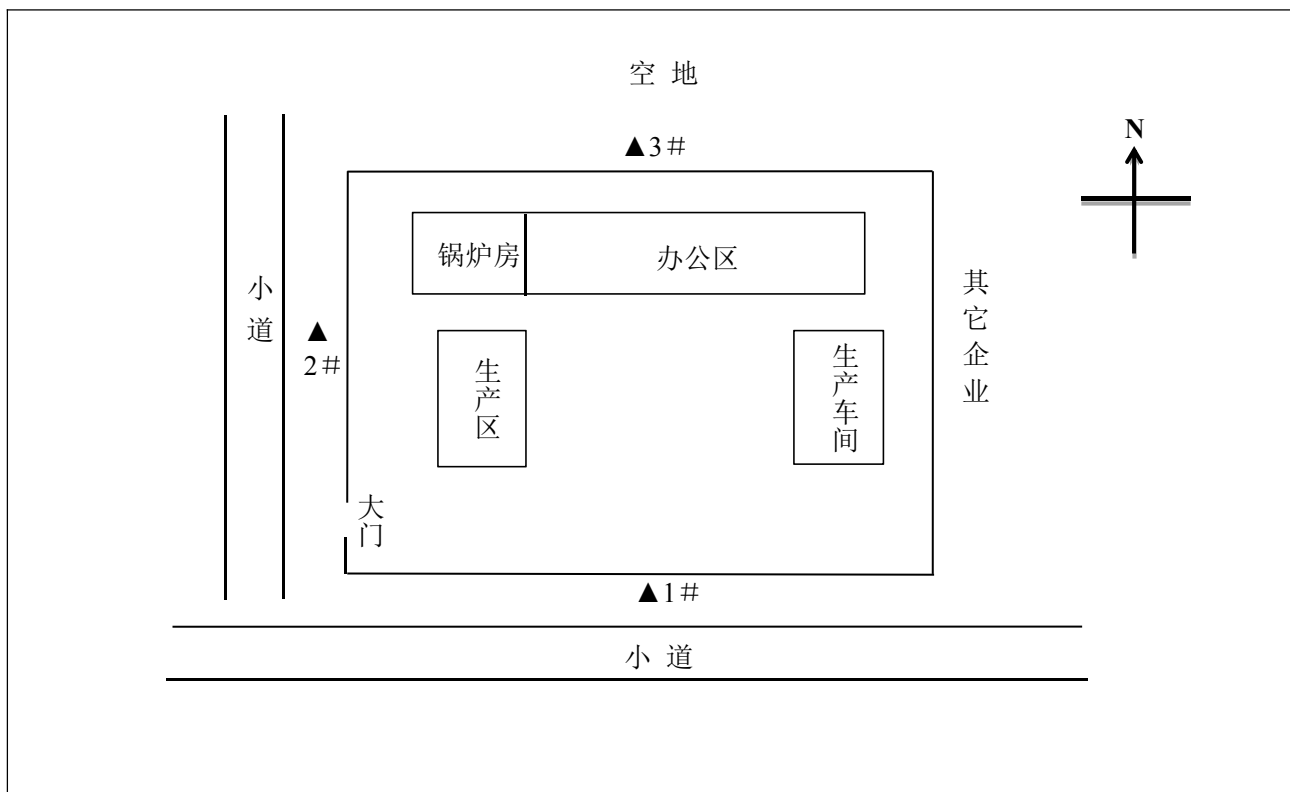 空 地
▲3＃
N
锅炉房
办公区
小道
▲
2＃
其它企业
生产区
生产车间
大门
▲1＃
小 道